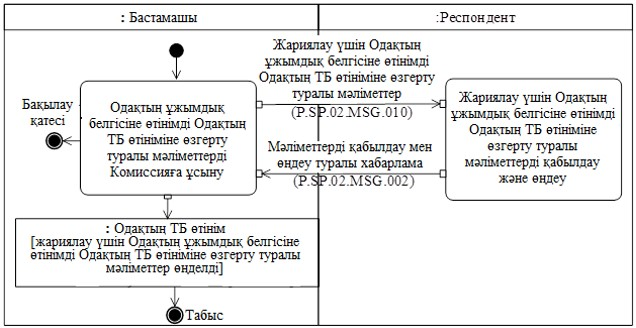 : Бастамашы
:Респондент
Жариялау үшін Одақтың
ұжымдық белгісіне өтінімді
Одақтың ТБ өтініміне өзгерту
туралы мәліметтер
(P.SP.02.MSG.010)
Бақылау
қатесі
Одақтың ұжымдық
белгісіне өтінімді Одақтың
ТБ өтініміне өзгерту
туралы мәліметтерді
Комиссияға ұсыну
Жариялау үшін Одақтың
ұжымдық белгісіне өтінімді
Одақтың ТБ өтініміне
өзгерту туралы
мәліметтерді қабылдау
және өңдеу
Мәліметтерді қабылдау мен
өңдеу туралы хабарлама
(P.SP.02.MSG.002)
: Одақтың ТБ өтінім
[жариялау үшін Одақтың ұжымдық белгісіне
өтінімді Одақтың ТБ өтініміне өзгерту туралы
мәліметтер өңделді]
Табыс